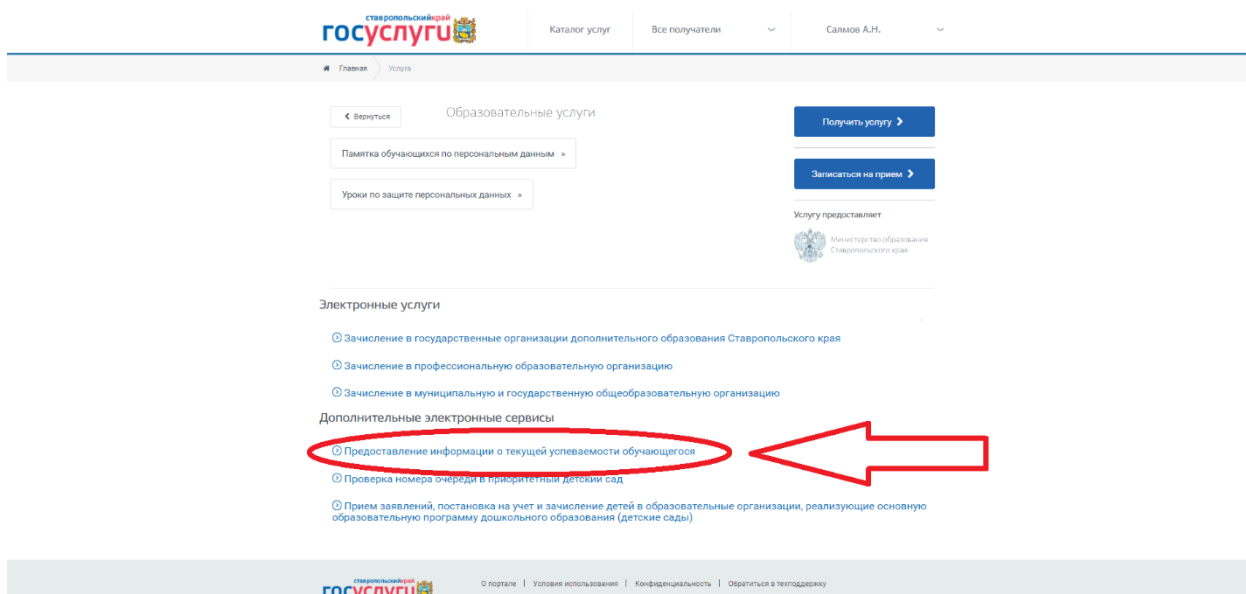 ставропольскийкрай
госуслуги
Каталог услуг
Все получатели
Салмов А.Н.
Главная
Услуга
Вернуться
Образовательные услуги
Получить услугу
Памятка обучающихся по персональным данным »
Записаться на прием
Уроки по защите персональных данных »
Услугу предоставляет
Министерство образования
Ставропольского края
Электронные услуги
Зачисление в государственные организации дополнительного образования Ставропольского края
Зачисление в профессиональную образовательную организацию
Зачисление в муниципальную и государственную общеобразовательную организацию
Дополнительные электронные сервисы
Предоставление информации о текущей успеваемости обучающегося
Проверка номера очереди в приоритетный детский сад
Прием заявлений, постановка на учет и зачисление детей в образовательные организации, реализующие основную
образовательную программу дошкольного образования (детские сады)
ставропольскийкрай
госуслуги
О портале | Условия использования | Конфиденциальность | Обратиться в техподдержку